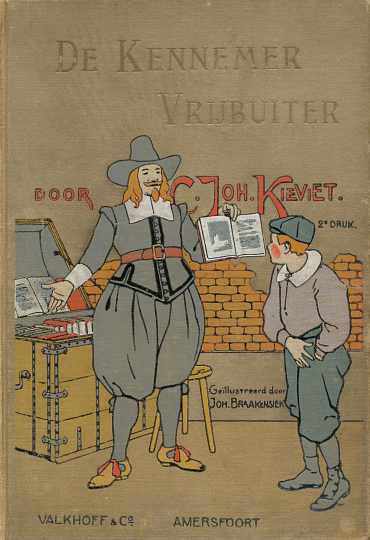 DE KENNEMER
VRIJBUITER
DOOR C. JOH. KIEVIET.
2E DRUK.
Geïllustreerd door
JOH. BRAAKENSIEK
VALKHOFF & Co. AMERSFOORT